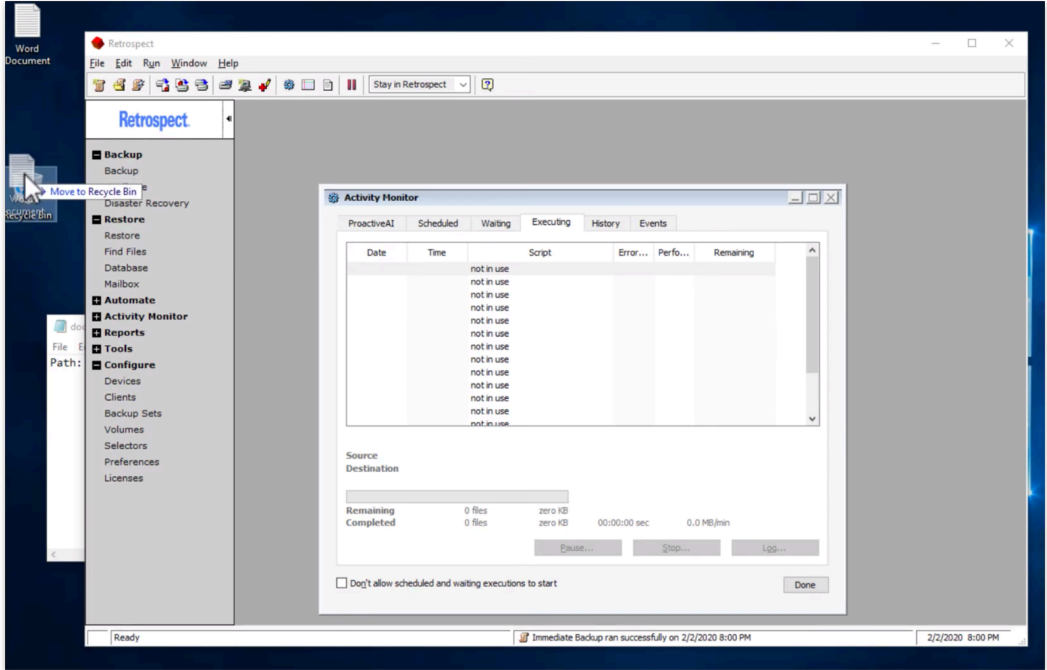 Word
Document
Retrospect
File Edit Run Window Help
Stay in Retrospect
Retrospect.
Backup
Backup
Move to Recycle Bin
Disaster Recovery
Recycle Bin
Restore
Restore
Find Files
Database
Mailbox
Automate
Activity Monitor
Reports
Tools
Configure
Devices
Clients
Backup Sets
Volumes
Selectors
Preferences
Licenses
File
Path:
Activity Monitor
ProactiveAI Scheduled Waiting Executing History Events
Date Time Script Error... Perfo... Remaining
not in use
not in use
not in use
not in use
not in use
not in use
not in use
not in use
not in use
not in use
not in use
not in use
not in use
Source
Destination
Remaining 0 files zero KB
Completed 0 files zero KB 00:00:00 sec 0.0 MB/min
Pause... Stop... Log...
Don't allow scheduled and waiting executions to start
Done
Ready
Immediate Backup ran successfully on 2/2/2020 8:00 PM
2/2/2020 8:00 PM